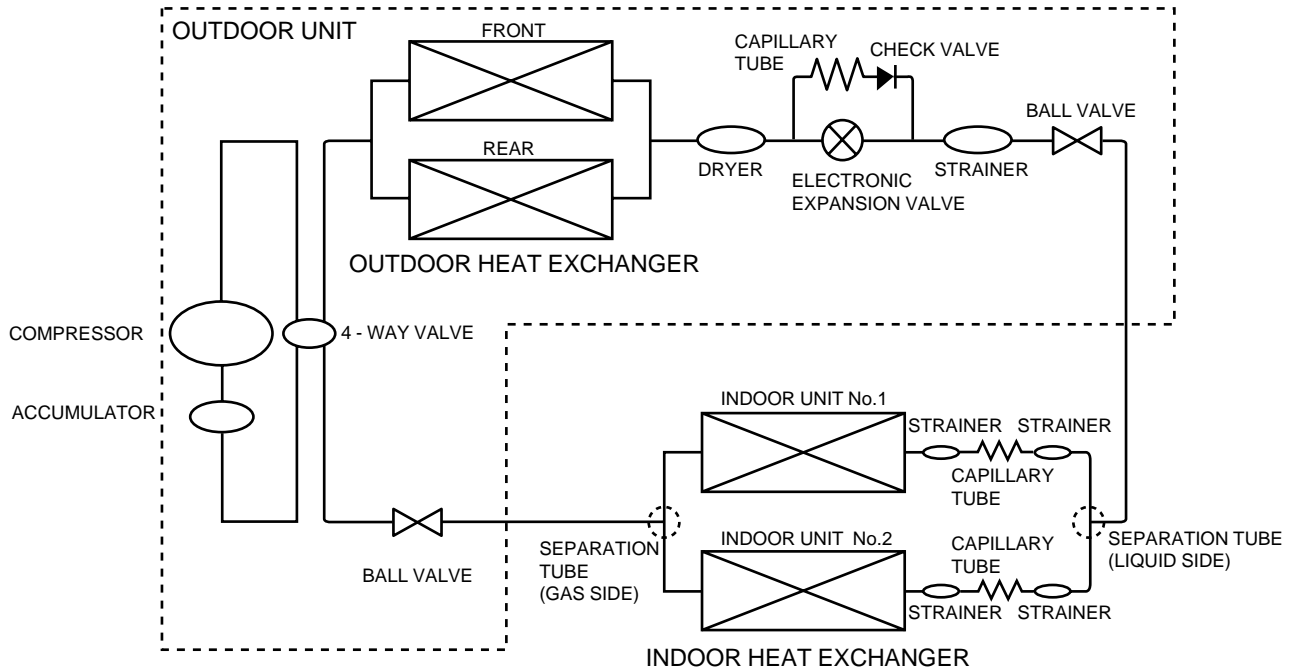 OUTDOOR UNIT
FRONT
CAPILLARY
TUBE
CHECK VALVE
BALL VALVE
REAR
DRYER
ELECTRONIC
EXPANSION VALVE
STRAINER
OUTDOOR HEAT EXCHANGER
COMPRESSOR
4 - WAY VALVE
ACCUMULATOR
INDOOR UNIT No.1
STRAINER
STRAINER
CAPILLARY
TUBE
SEPARATION
TUBE
(GAS SIDE)
INDOOR UNIT No.2
CAPILLARY
TUBE
SEPARATION TUBE
(LIQUID SIDE)
BALL VALVE
STRAINER
STRAINER
INDOOR HEAT EXCHANGER